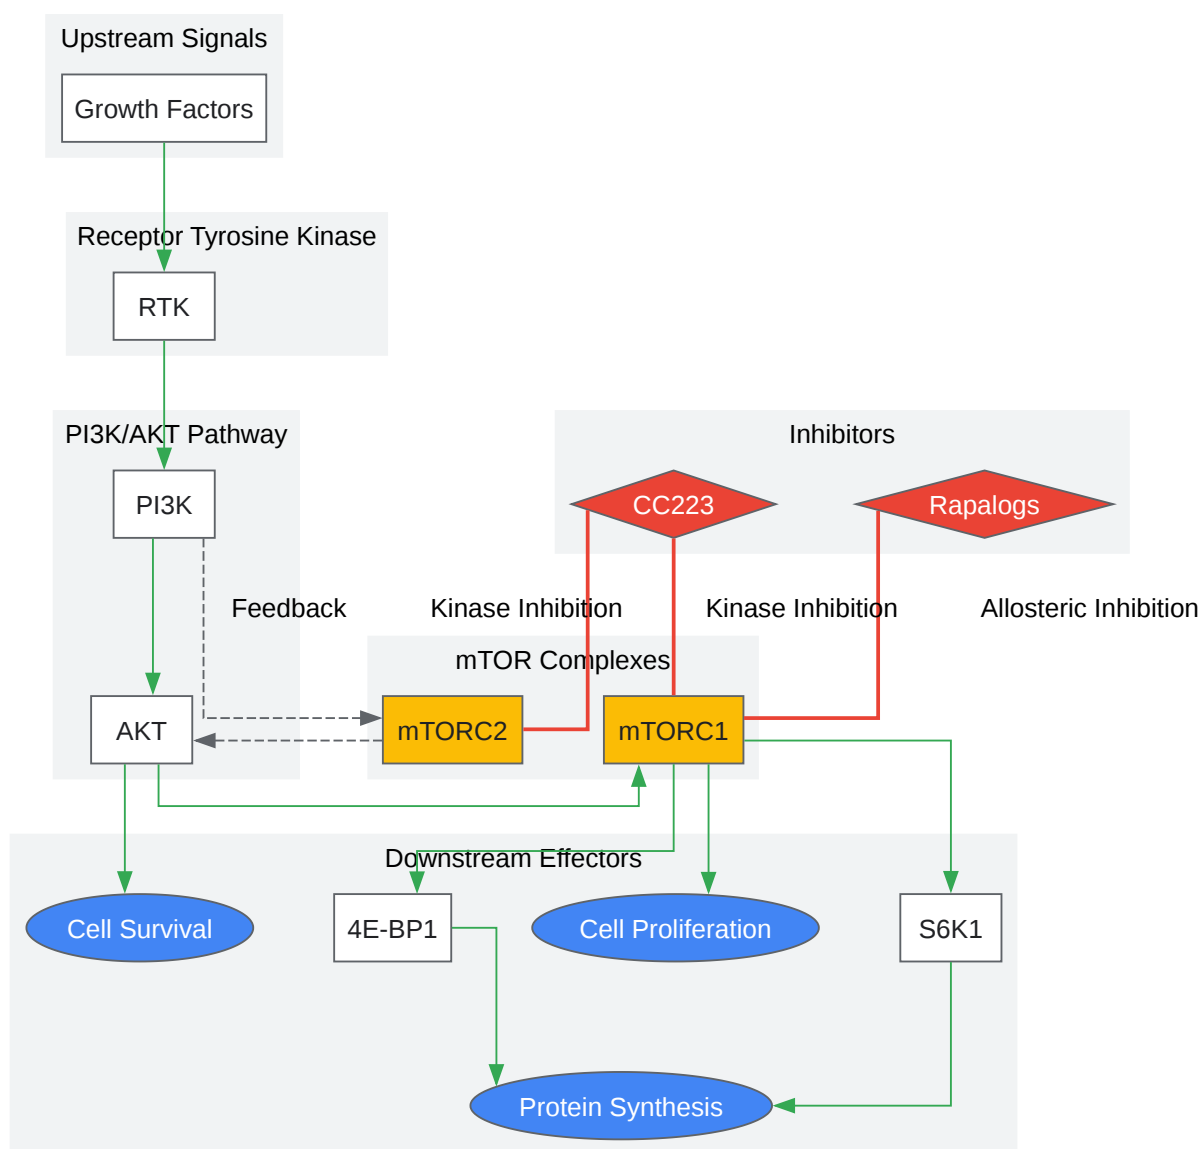 Upstream Signals
Growth Factors
Receptor Tyrosine Kinase
RTK
PI3K/AKT Pathway
Inhibitors
PI3K
CC223
Rapalogs
Feedback
Kinase Inhibition
Kinase Inhibition
Allosteric Inhibition
mTOR Complexes
AKT
mTORC2
mTORC1
Downstream Effectors
Cell Survival
4E-BP1
Cell Proliferation
S6K1
Protein Synthesis